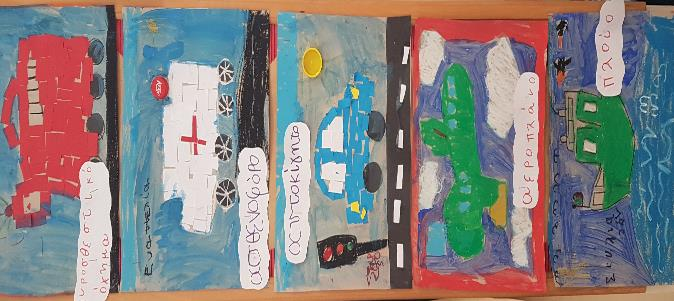 πυροσβεστικό
όχημα
ασθενοφόρο
αυτοκίνητο
αεροπλάνο
πλοίο